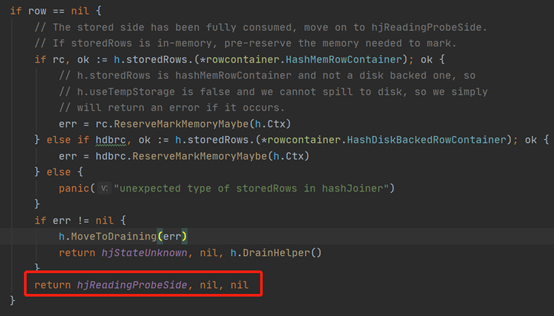 if row == nil {
// The stored side has been fully consumed, move on to hjReadingProbeSide.
// If storedRows is in-memory, pre-reserve the memory needed to mark.
if rc, ok := h.storedRows.(*rowcontainer.HashMemRowContainer); ok {
// h.storedRows is hashMemRowContainer and not a disk backed one, so
// h.useTempStorage is false and we cannot spill to disk, so we simply
// will return an error if it occurs.
err = rc.ReserveMarkMemoryMaybe(h.Ctx)
} else if hdbrc, ok := h.storedRows.(*rowcontainer.HashDiskBackedRowContainer); ok {
err = hdbrc.ReserveMarkMemoryMaybe(h.Ctx)
} else {
panic( v: "unexpected type of storedRows in hashJoiner")
}
if err != nil {
h.MoveToDraining(err)
return hjStateUnknown, nil, h.DrainHelper()
}
return hjReadingProbeSide, nil, nil
}